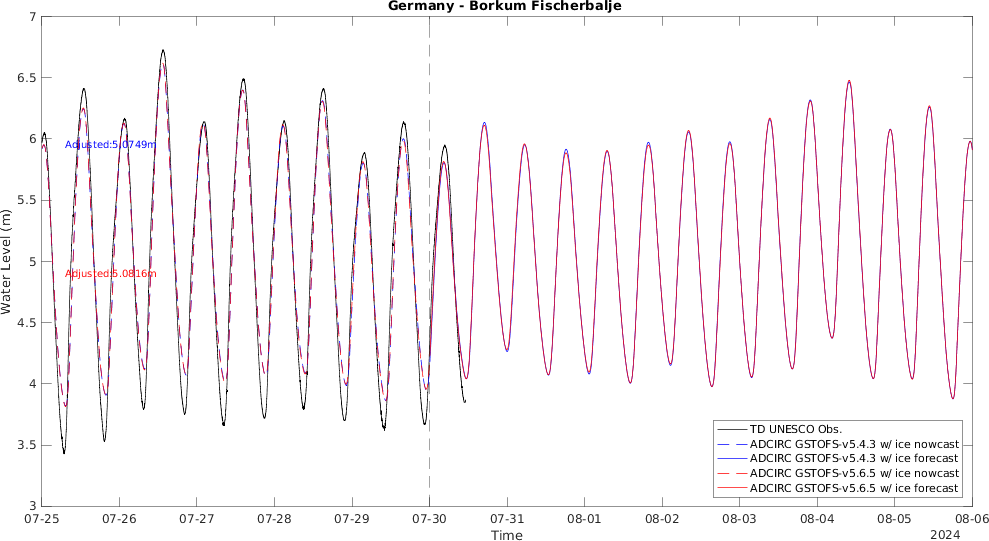 Germany - Borkum Fischerbalje
7
6.5
6
5.5
5
4.5
4
3.5
3
Water Level (m)
Adjusted:5.0749m
Adjusted:5.0816m
TD UNESCO Obs.
ADCIRC GSTOFS-v5.4.3 w/ ice nowcast
ADCIRC GSTOFS-v5.4.3 w/ ice forecast
ADCIRC GSTOFS-v5.6.5 w/ ice nowcast
ADCIRC GSTOFS-v5.6.5 w/ ice forecast
07-25 07-26 07-27 07-28 07-29 07-30 07-31 08-01 08-02 08-03 08-04 08-05 08-06
Time
2024